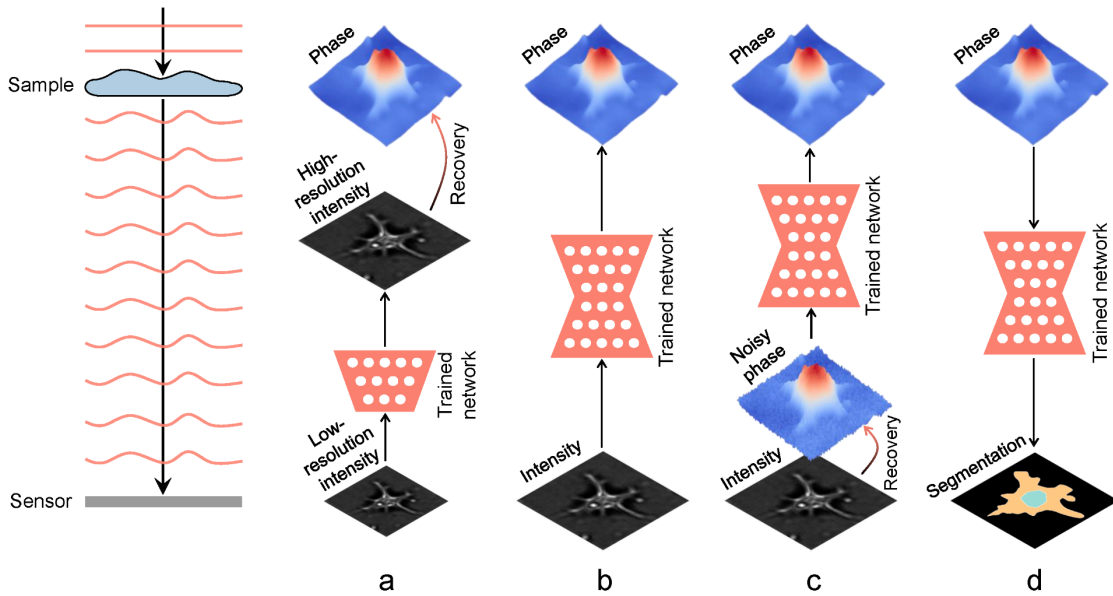 Sample
Sensor
Phase
High-
resolution
intensity
Recovery
Trained
network
Low-
resolution
intensity
a
Phase
Trained network
Intensity
b
Phase
Trained network
Noisy
phase
Recovery
Intensity
c
Phase
Trained network
Segmentation
d